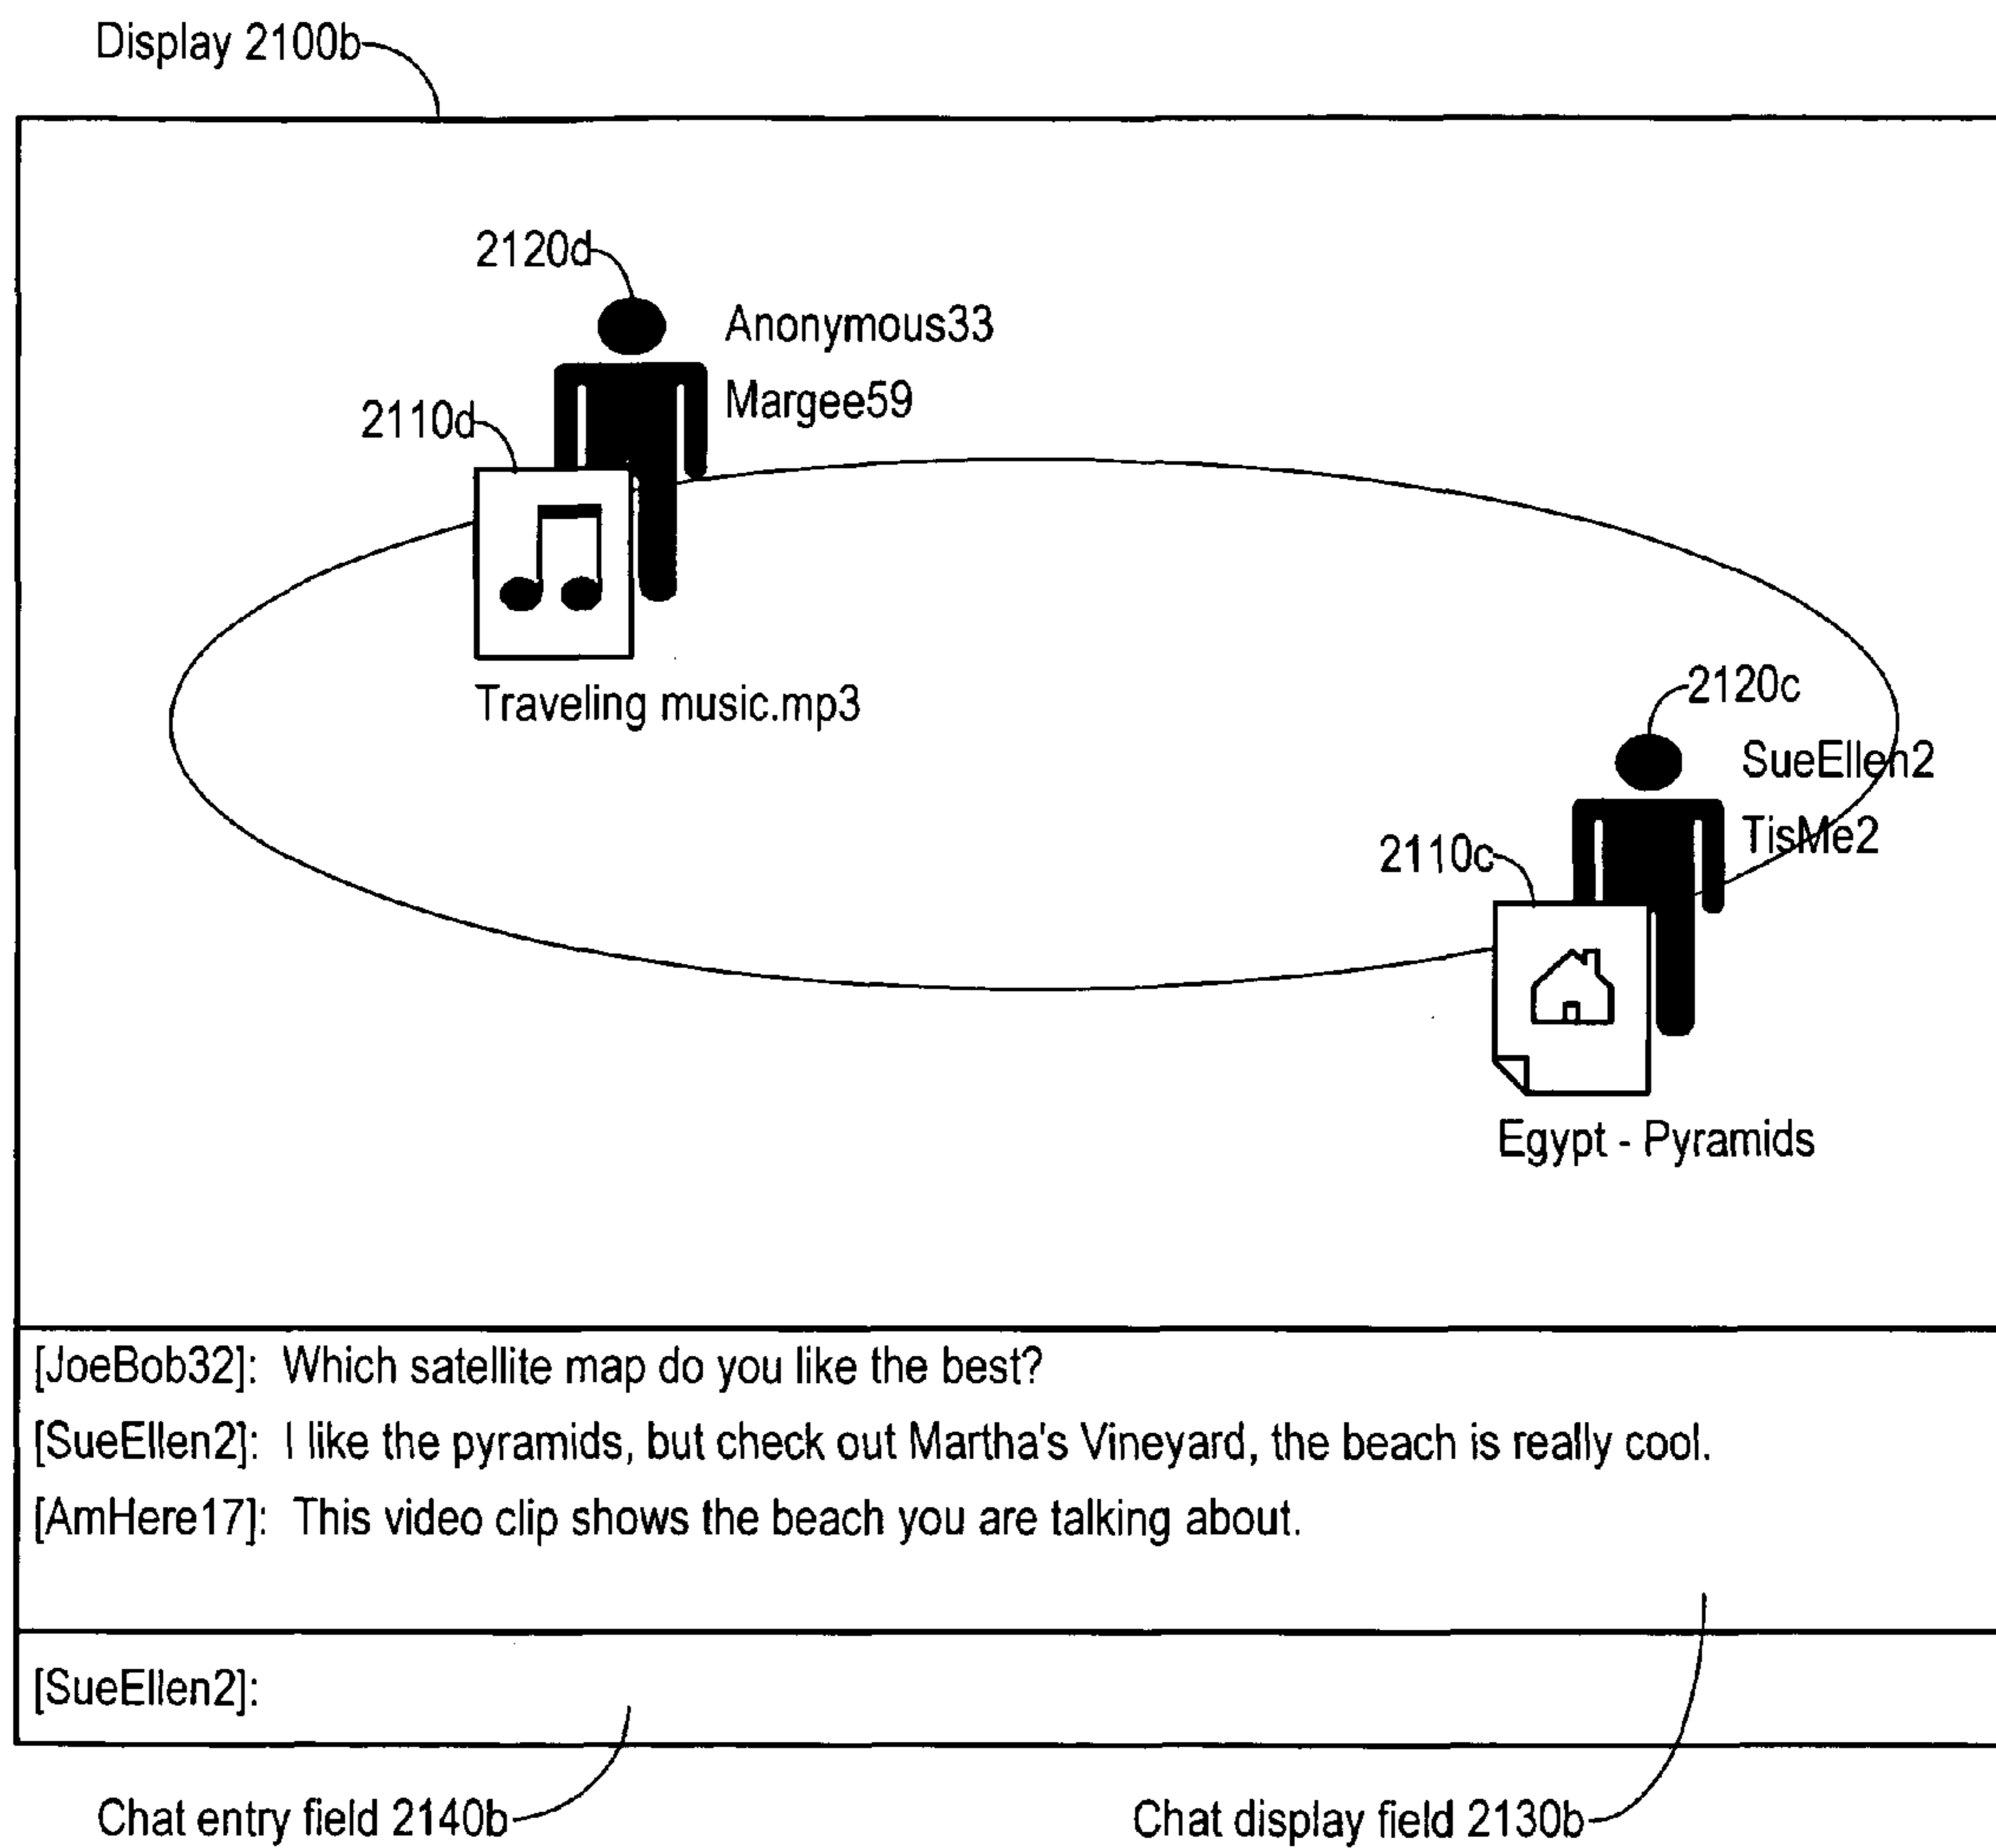 Display 2100b
2120d
Anonymous33
Margee59
2110d
Traveling music.mp3
2120c
SueEllen2
TisMe2
2110c
Egypt - Pyramids
[JoeBob32]: Which satellite map do you like the best?
[SueEllen2]: I like the pyramids, but check out Martha's Vineyard, the beach is really cool.
[AmHere17]: This video clip shows the beach you are talking about.
[SueEllen2]:
Chat entry field 2140b
Chat display field 2130b